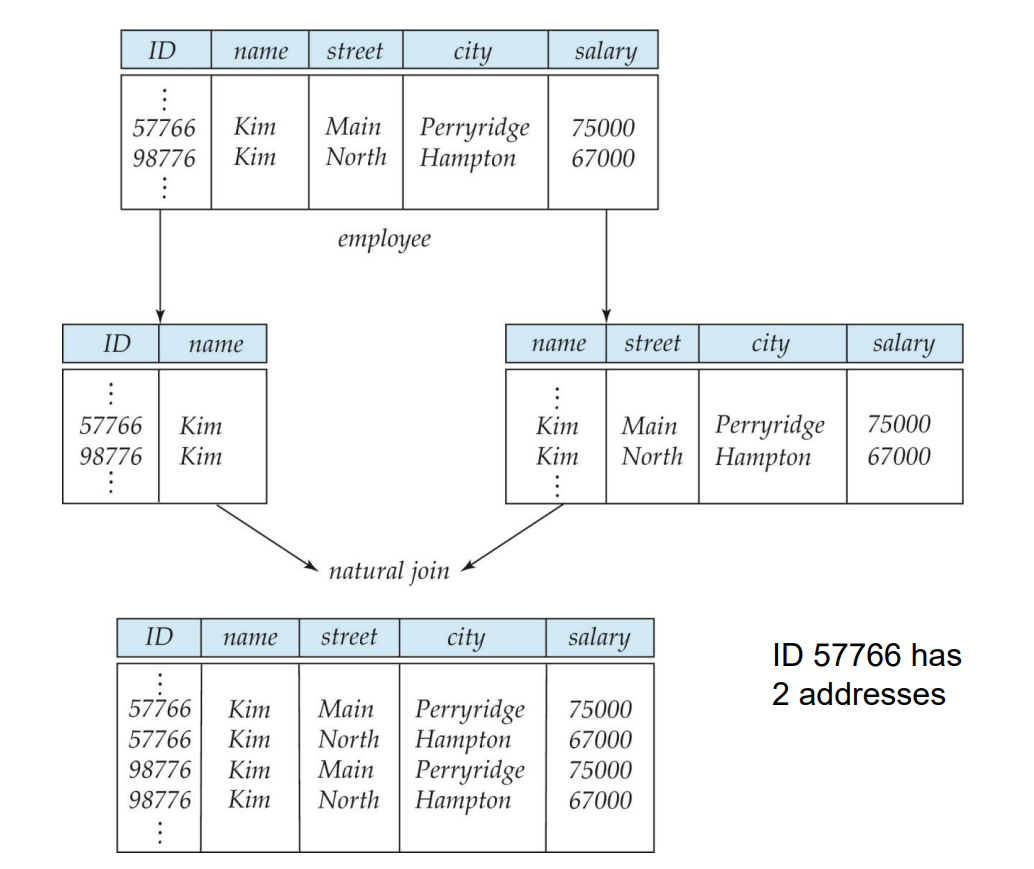 ID name street city salary
⋮
57766 Kim Main Perryridge 75000
98776 Kim North Hampton 67000
⋮
employee
ID name
⋮
57766 Kim
98776 Kim
⋮
name street city salary
⋮
Kim Main Perryridge 75000
Kim North Hampton 67000
⋮
natural join
ID name street city salary
⋮
57766 Kim Main Perryridge 75000
57766 Kim North Hampton 67000
98776 Kim Main Perryridge 75000
98776 Kim North Hampton 67000
⋮
ID 57766 has
2 addresses